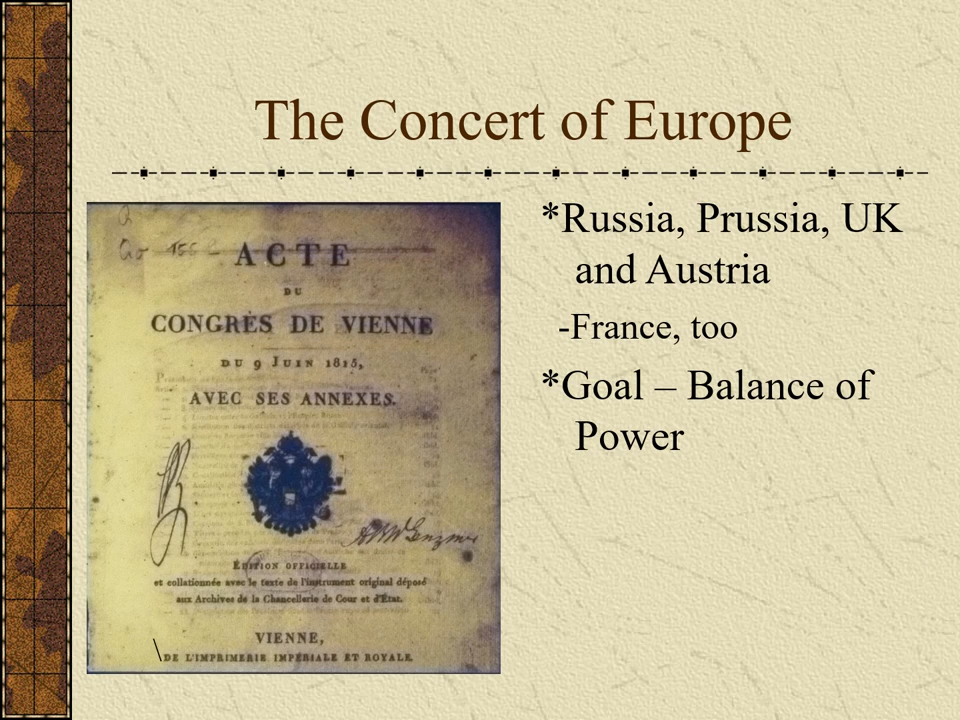 The Concert of Europe
*Russia, Prussia, UK
and Austria
-France, too
*Goal – Balance of
Power
ACTE
DU
CONGRÈS DE VIENNE
DU 9 JUIN 1815,
AVEC SES ANNEXES.
ÉDITION OFFICIELLE
et collationnée avec le texte de l'instrument original déposé
aux Archives de la Chancellerie de Cour et d'État.
VIENNE,
\DE L'IMPRIMERIE IMPÉRIALE ET ROYALE.